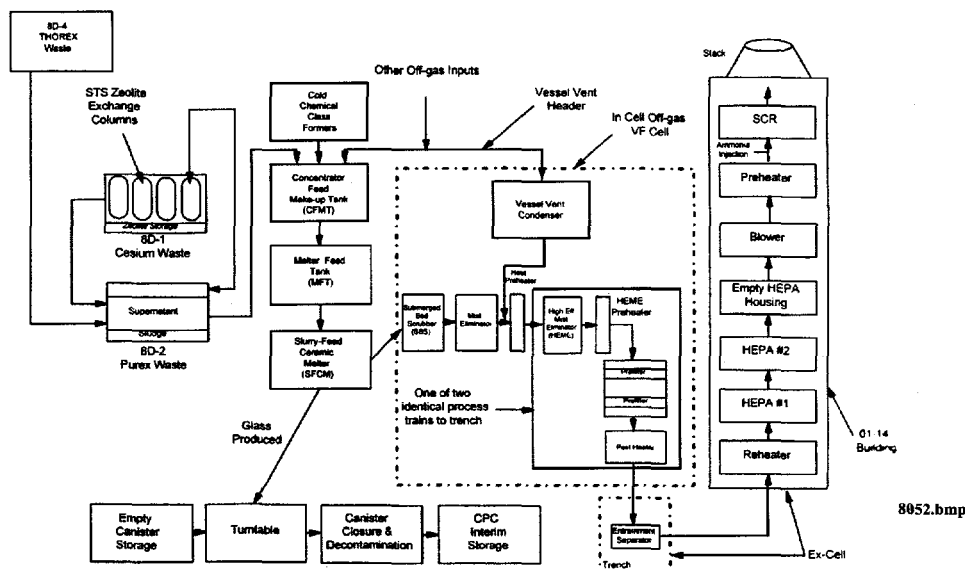 8D-4
THOREX
Waste
STS Zeolite
Exchange
Columns
Zeolite Storage
8D-1
Cesium Waste
Supernatant
Sludge
8D-2
Purex Waste
Cold
Chemical
Glass
Formers
Concentrator
Feed
Make-up Tank
(CFMT)
Melter Feed
Tank
(MFT)
Slurry-Feed
Ceramic
Melter
(SFCM)
Glass
Produced
Other Off-gas Inputs
Vessel Vent
Header
In Cell Off-gas
VF Cell
Vessel Vent
Condenser
Submerged
Bed
Scrubber
(SBS)
Mist
Eliminator
Preheater
High Eff
Mist
Eliminator
(HEME)
HEME
Preheater
Prefilter
Prefilter
Post Heater
One of two
identical process
trains to trench
Entrainment
Separator
Trench
Stack
SCR
Ammonia
Injection
Preheater
Blower
Empty HEPA
Housing
HEPA #2
HEPA #1
Reheater
01-14
Building
Ex-Cell
Empty
Canister
Storage
Turntable
Canister
Closure &
Decontamination
CPC
Interim
Storage
8052.bmp